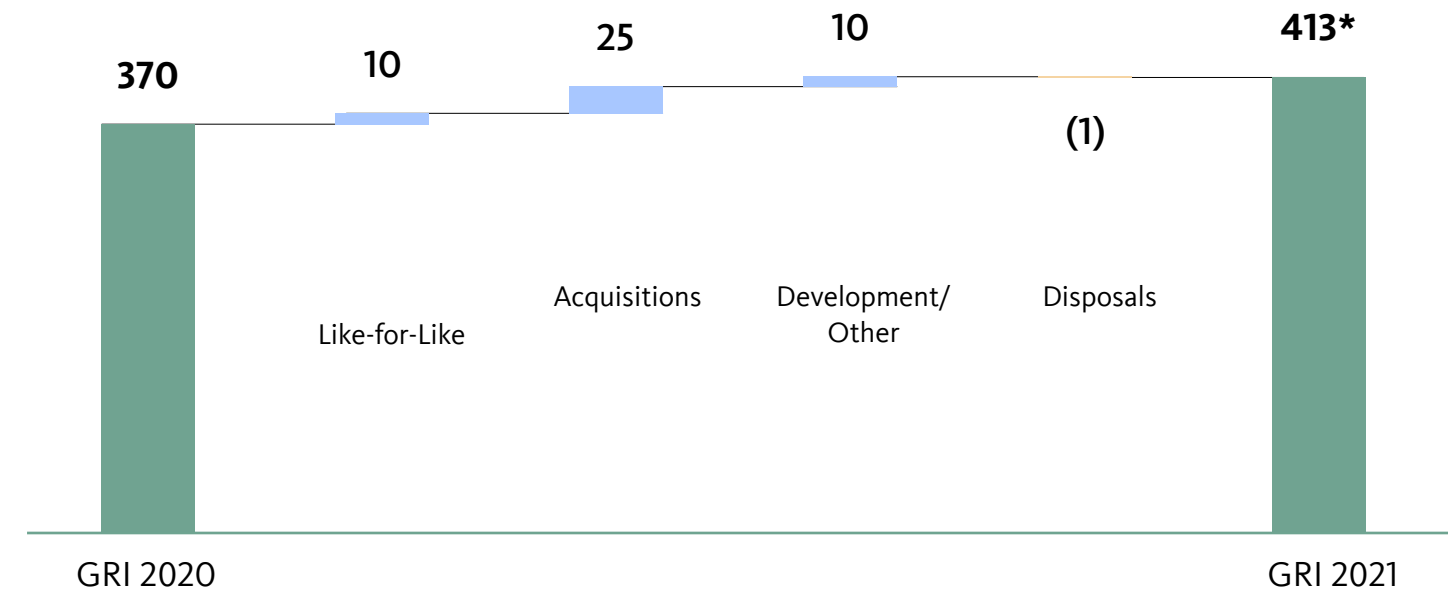 370
10
25
10
(1)
413*
Like-for-Like
Acquisitions
Development/
Other
Disposals
GRI 2020
GRI 2021